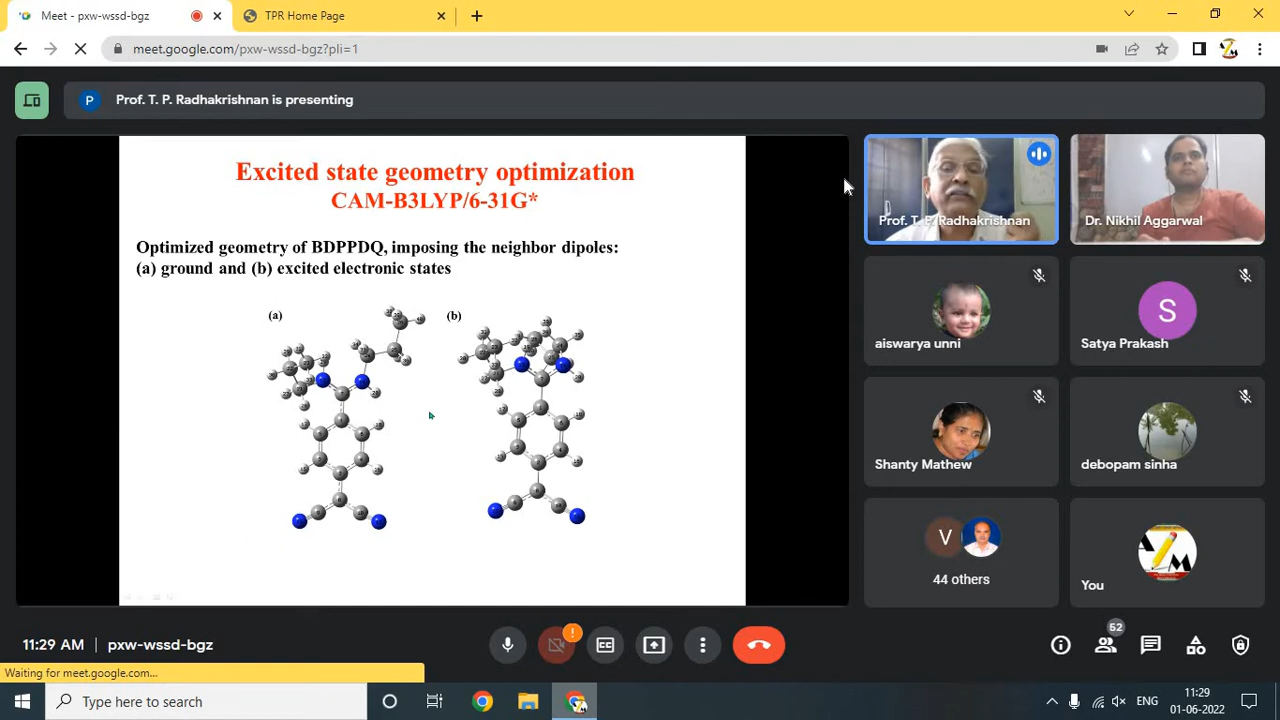 Meet - pxw-wssd-bgz
TPR Home Page
meet.google.com/pxw-wssd-bgz?pli=1
P
Prof. T. P. Radhakrishnan is presenting
Excited state geometry optimization
CAM-B3LYP/6-31G*
Optimized geometry of BDPPDQ, imposing the neighbor dipoles:
(a) ground and (b) excited electronic states
(a)
(b)
Prof. T. P. Radhakrishnan
Dr. Nikhil Aggarwal
aiswarya unni
S
Satya Prakash
Shanty Mathew
debopam sinha
V
44 others
You
11:29 AM | pxw-wssd-bgz
CC
52
Waiting for meet.google.com...
Type here to search
ENG
11:29
01-06-2022